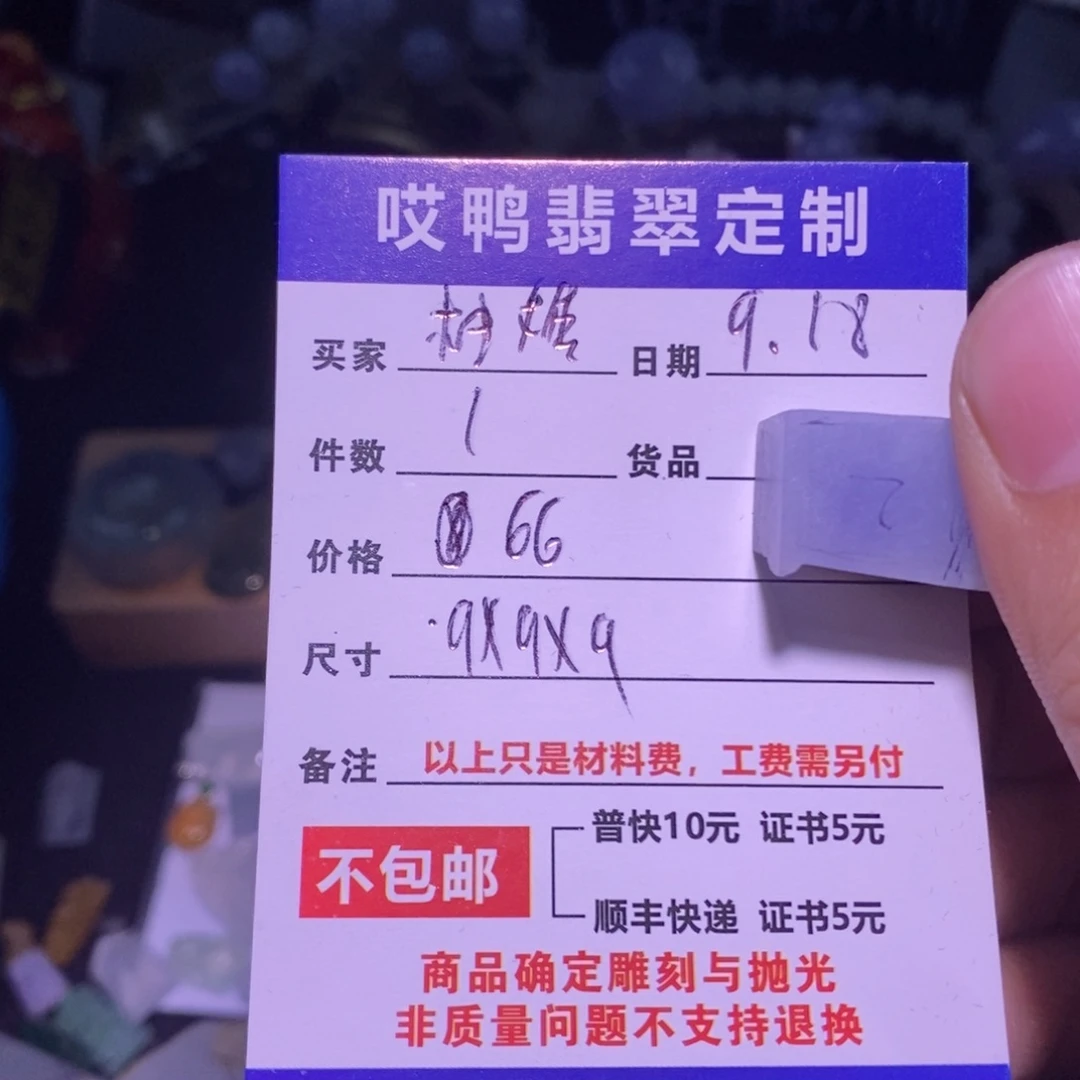 哎鸭翡翠定制
买家 日期 9.18
件数 1 货品
价格 66
尺寸 9X9X9
备注 以上只是材料费，工费需另付
普快10元 证书5元
不包邮
顺丰快递 证书5元
商品确定雕刻与抛光
非质量问题不支持退换